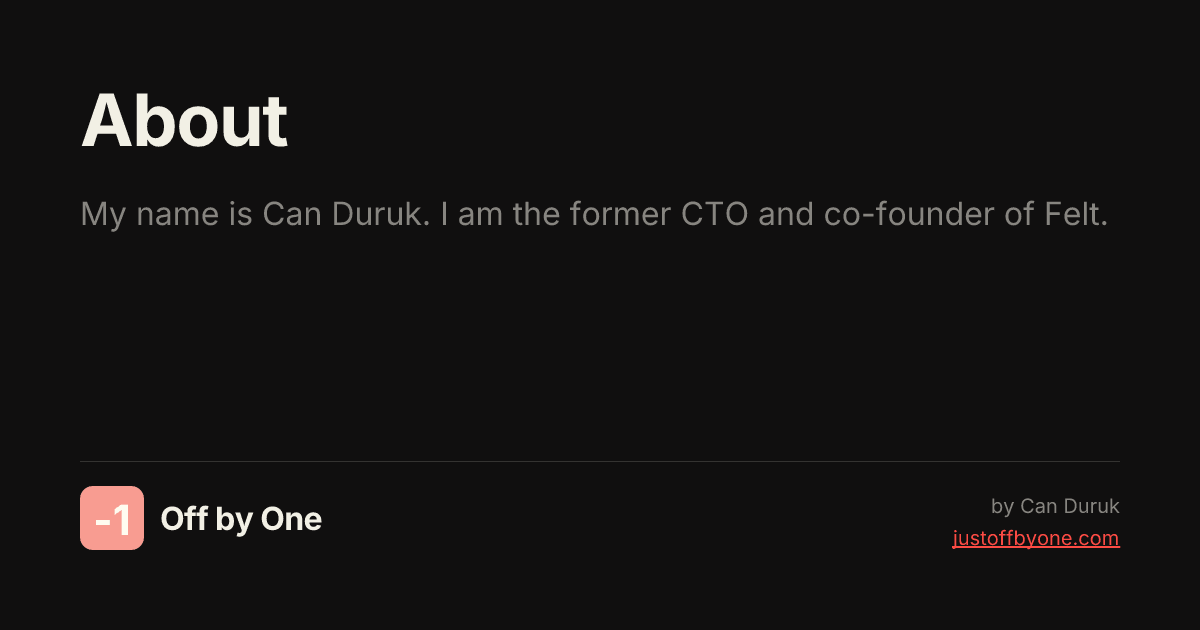 About
My name is Can Duruk. I am the former CTO and co-founder of Felt.
-1
Off by One
by Can Duruk
justoffbyone.com